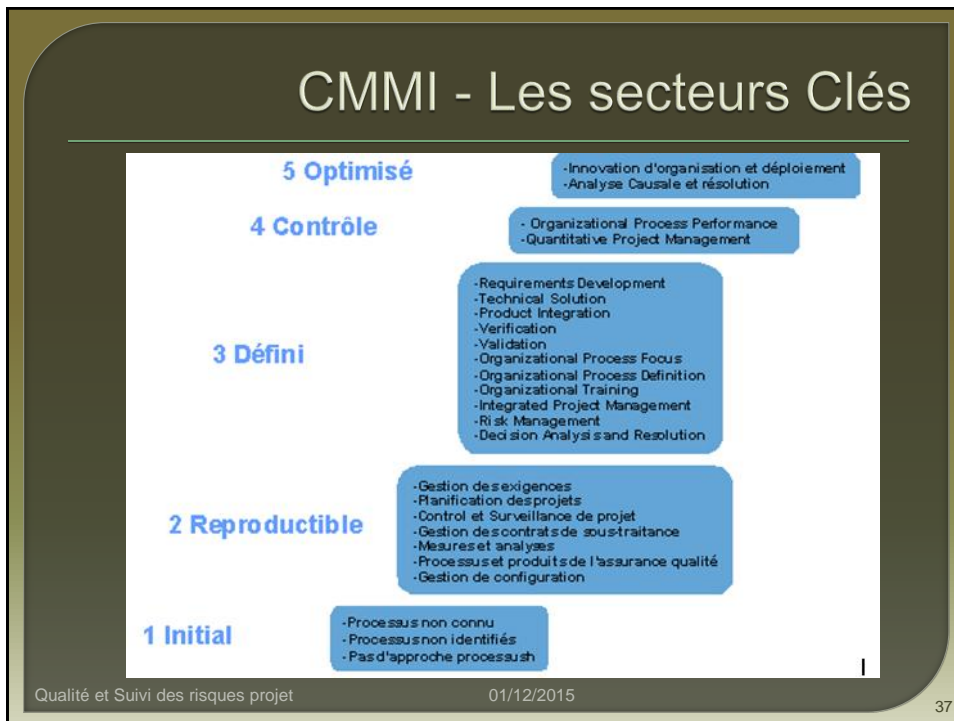 CMMI - Les secteurs Clés
5 Optimisé
-Innovation d'organisation et déploiement
-Analyse Causale et résolution
4 Contrôle
- Organizational Process Performance
-Quantitative Project Management
3 Défini
-Requirements Development
-Technical Solution
-Product Integration
-Verification
-Validation
-Organizational Process Focus
-Organizational Process Definition
-Organizational Training
-Integrated Project Management
-Risk Management
-Decision Analysis and Resolution
2 Reproductible
-Gestion des exigences
-Planification des projets
-Control et Surveillance de projet
-Gestion des contrats de sous-traitance
-Mesures et analyses
-Processus et produits de l'assurance qualité
-Gestion de configuration
1 Initial
-Processus non connu
-Processus non identifiés
-Pas d'approche processush
l
Qualité et Suivi des risques projet 01/12/2015 37